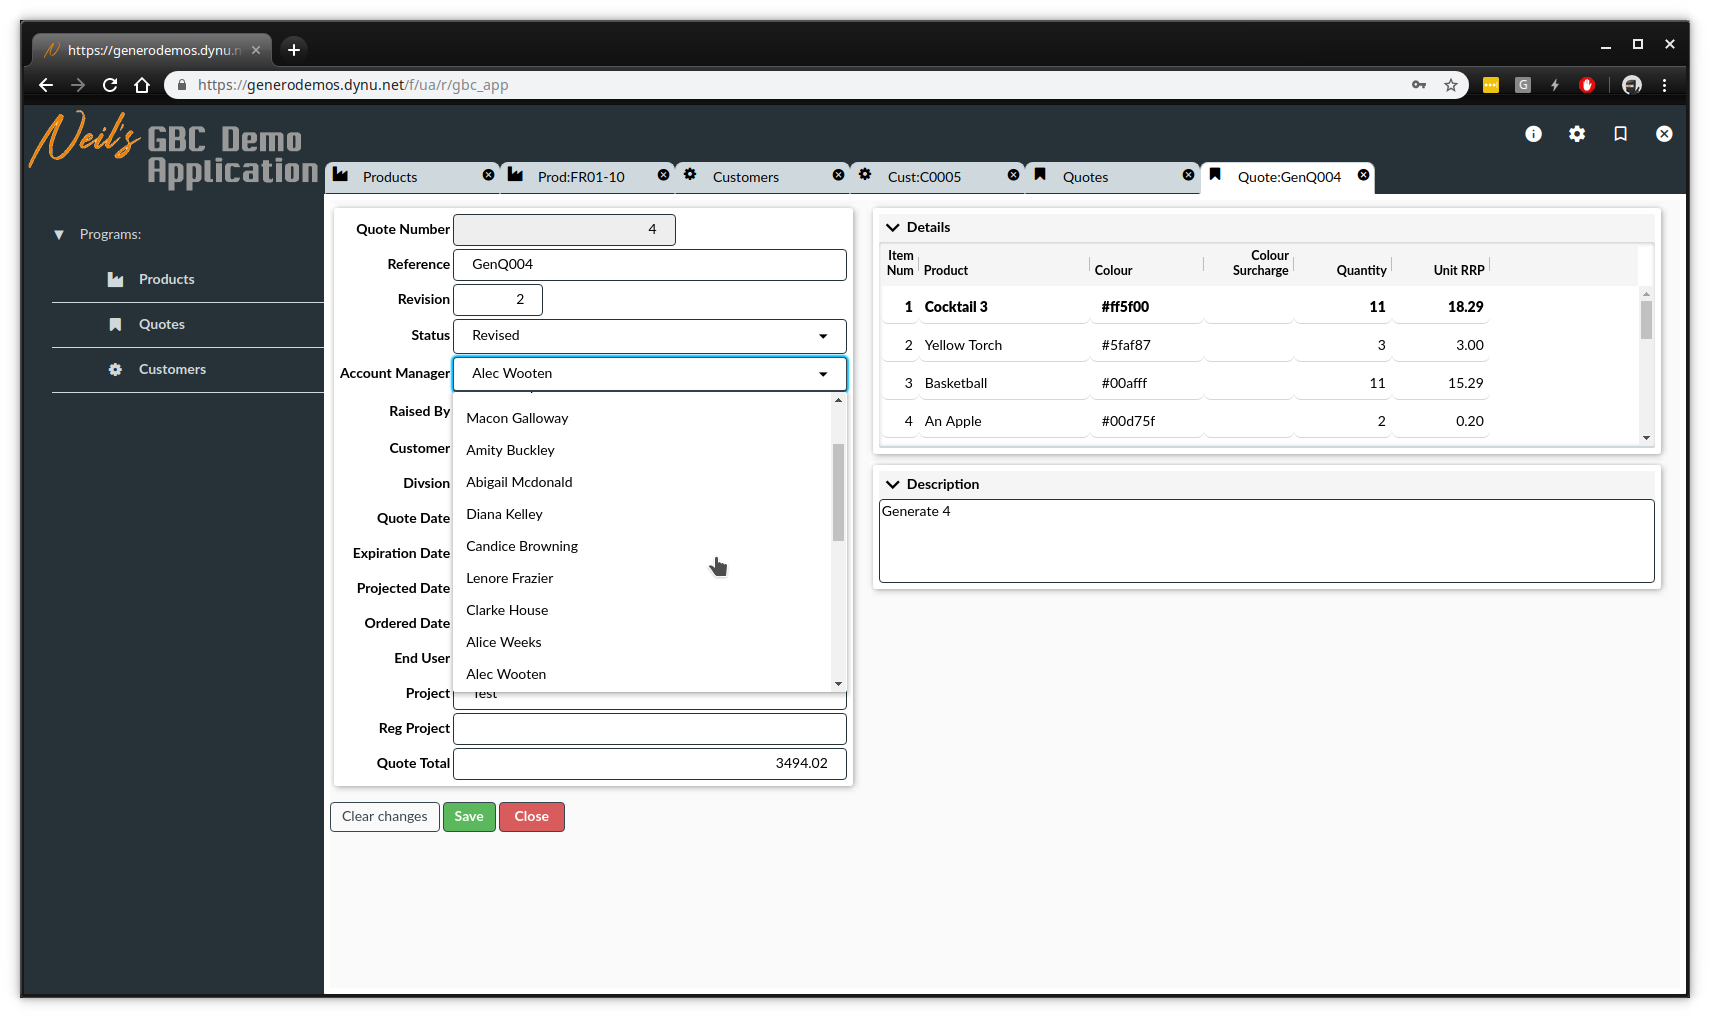 https://generodemos.dynu.n
https://generodemos.dynu.net/f/ua/r/gbc_app
G
Neil's GBC Demo
Application
Products
Prod:FR01-10
Customers
Cust:C0005
Quotes
Quote:GenQ004
Programs:
Products
Quotes
Customers
Quote Number 4
Reference GenQ004
Revision 2
Status Revised
Account Manager Alec Wooten
Raised By
Customer
Divsion
Quote Date
Expiration Date
Projected Date
Ordered Date
End User
Macon Galloway
Amity Buckley
Abigail Mcdonald
Diana Kelley
Candice Browning
Lenore Frazier
Clarke House
Alice Weeks
Alec Wooten
Project Test
Reg Project
Quote Total 3494.02
Clear changes Save Close
Details
Item Num Product Colour Colour Surcharge Quantity Unit RRP
1 Cocktail 3 #ff5f00 11 18.29
2 Yellow Torch #5faf87 3 3.00
3 Basketball #00afff 11 15.29
4 An Apple #00d75f 2 0.20
Description
Generate 4